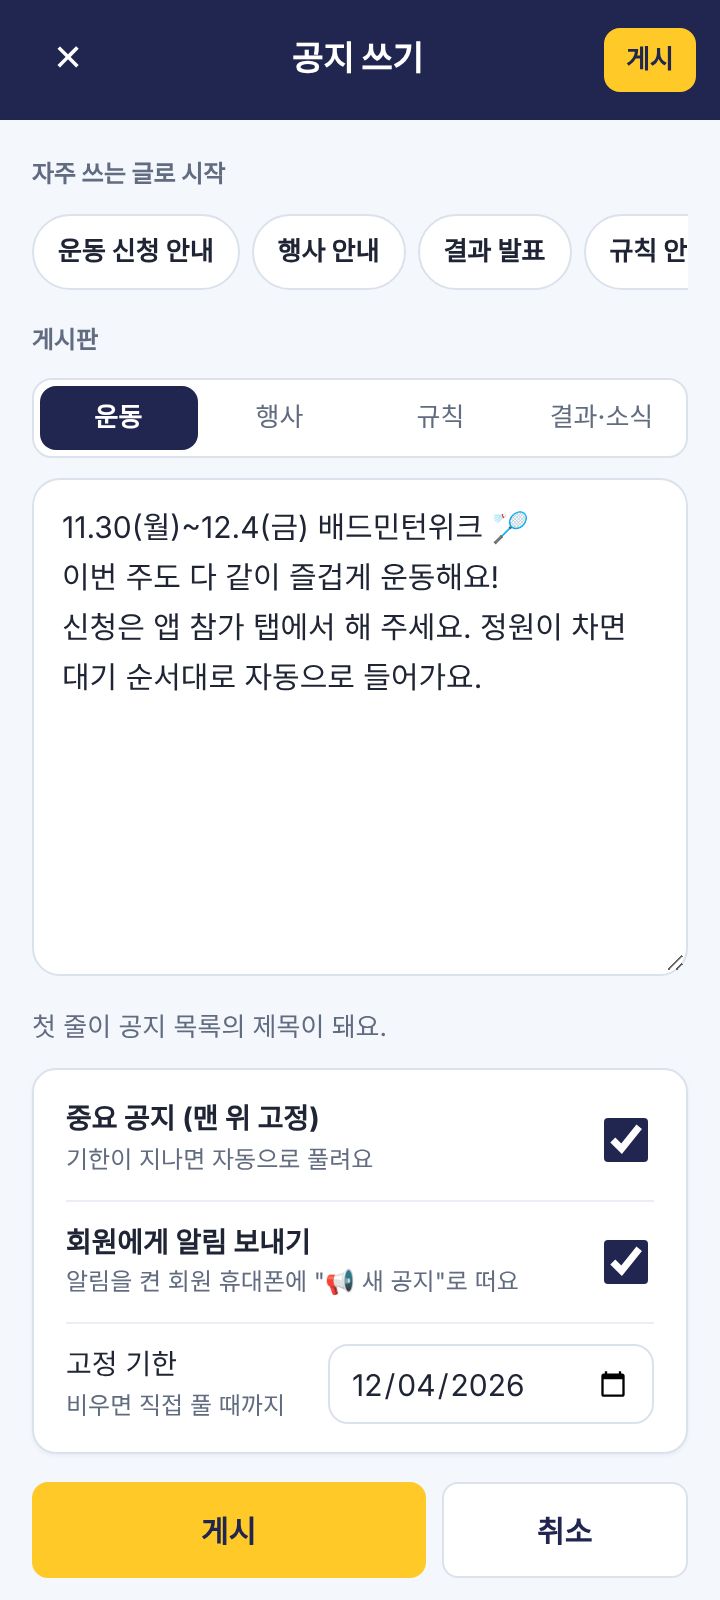 ✕ 공지 쓰기 게시
자주 쓰는 글로 시작
운동 신청 안내 행사 안내 결과 발표 규칙 안
게시판
운동 행사 규칙 결과·소식
11.30(월)~12.4(금) 배드민턴위크 🏸
이번 주도 다 같이 즐겁게 운동해요!
신청은 앱 참가 탭에서 해 주세요. 정원이 차면
대기 순서대로 자동으로 들어가요.
첫 줄이 공지 목록의 제목이 돼요.
중요 공지 (맨 위 고정)
기한이 지나면 자동으로 풀려요
회원에게 알림 보내기
알림을 켠 회원 휴대폰에 "📢 새 공지"로 떠요
고정 기한
비우면 직접 풀 때까지
12/04/2026
게시 취소